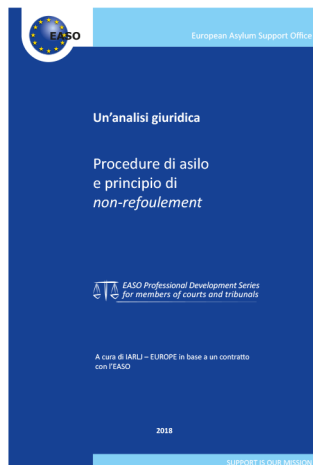 EASO
European Asylum Support Office
Un'analisi giuridica
Procedure di asilo
e principio di
non-refoulement
EASO Professional Development Series
for members of courts and tribunals
A cura di IARLJ – EUROPE in base a un contratto
con l'EASO
2018
SUPPORT IS OUR MISSION